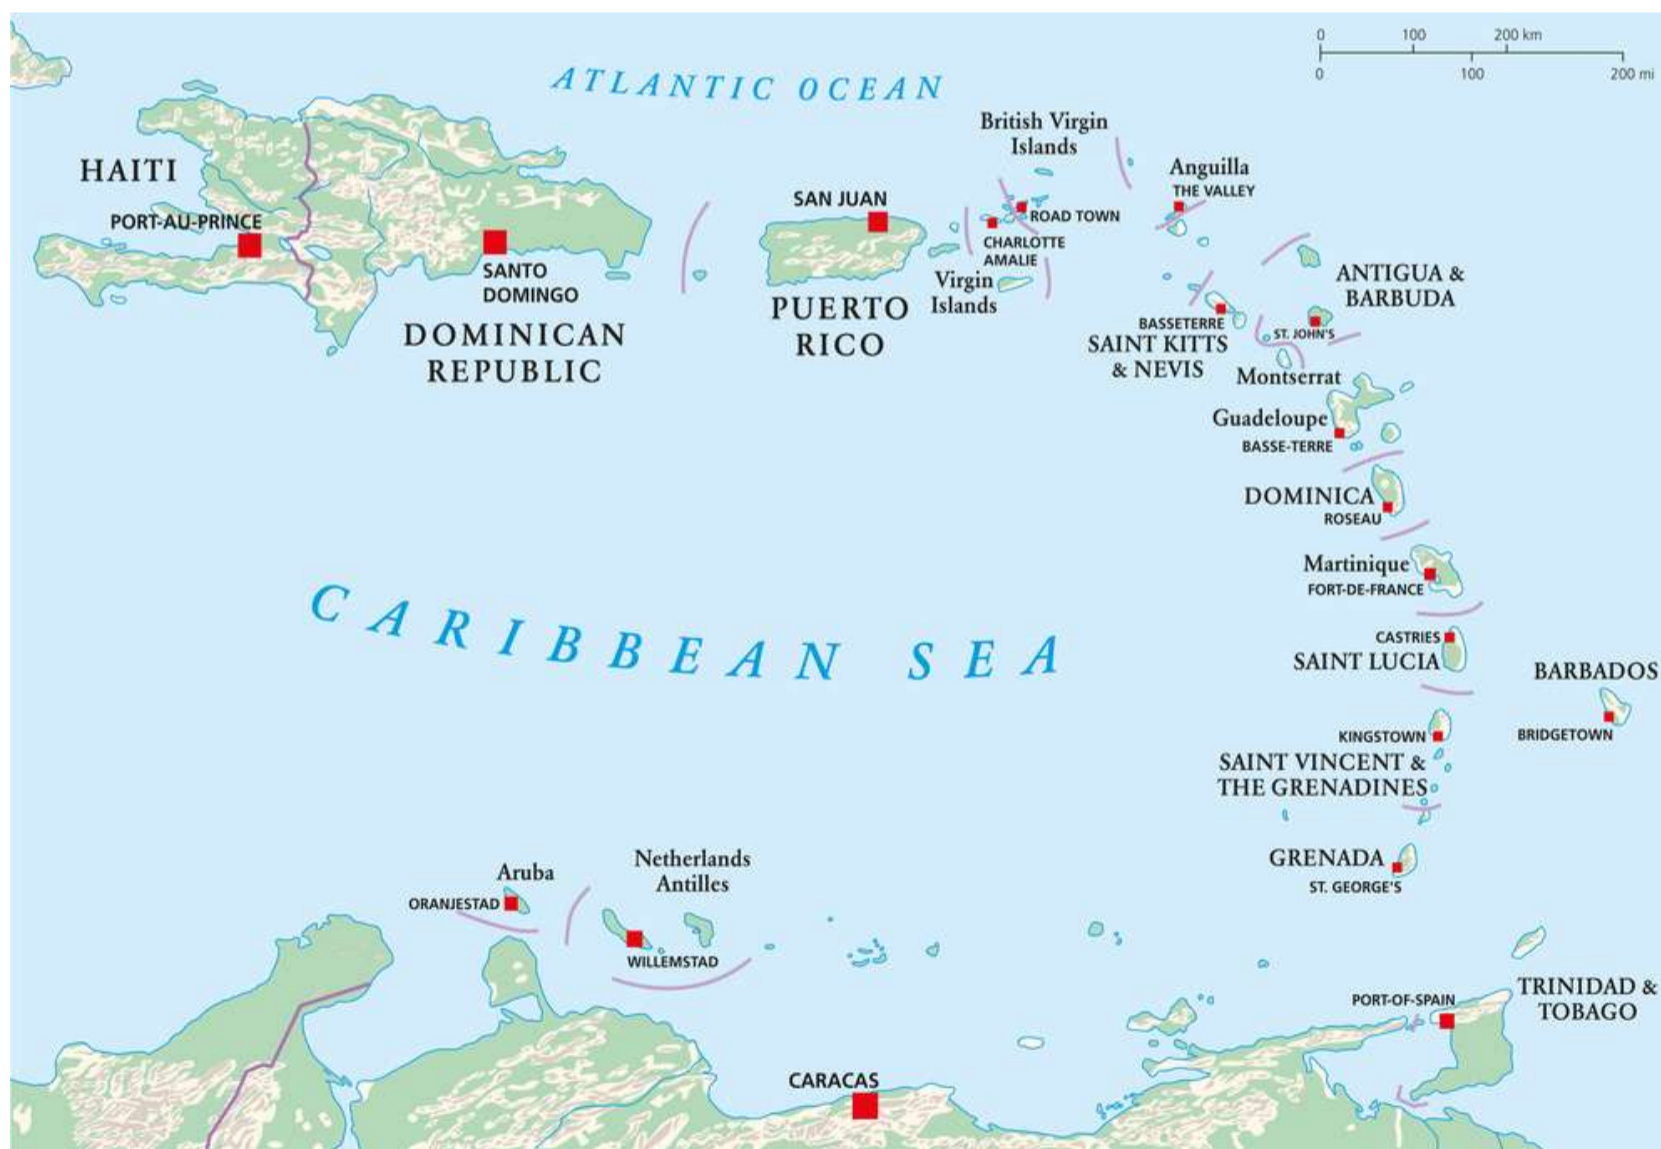 0 100 200 km
0 100 200 mi
ATLANTIC OCEAN
British Virgin
Islands
Anguilla
THE VALLEY
HAITI
PORT-AU-PRINCE
SANTO
DOMINGO
DOMINICAN
REPUBLIC
SAN JUAN
PUERTO
RICO
ROAD TOWN
CHARLOTTE
AMALIE
Virgin
Islands
ANTIGUA &
BARBUDA
ST. JOHN'S
BASSETERRE
SAINT KITTS
& NEVIS
Montserrat
Guadeloupe
BASSE-TERRE
DOMINICA
ROSEAU
Martinique
FORT-DE-FRANCE
CARIBBEAN SEA
CASTRIES
SAINT LUCIA
BARBADOS
BRIDGETOWN
KINGSTOWN
SAINT VINCENT &
THE GRENADINES
GRENADA
ST. GEORGE'S
Aruba
ORANJESTAD
Netherlands
Antilles
WILLEMSTAD
TRINIDAD &
TOBAGO
PORT-OF-SPAIN
CARACAS